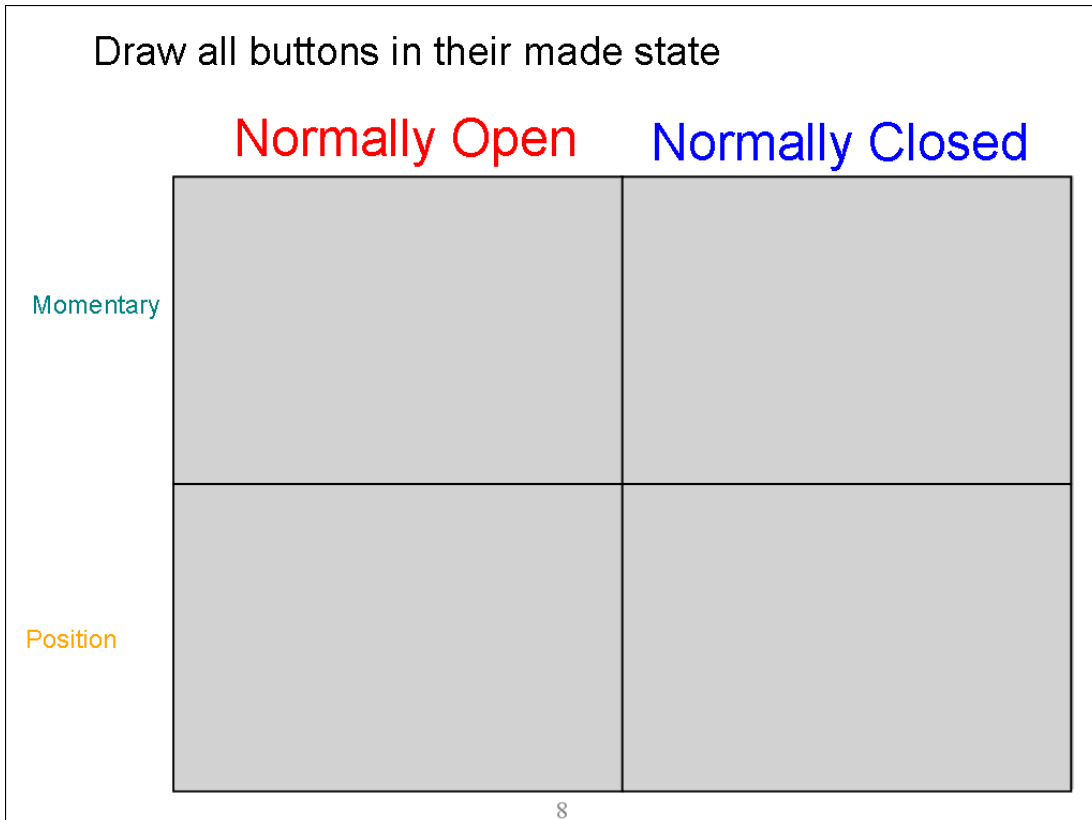 Draw all buttons in their made state
Normally Open
Normally Closed
Momentary
Position
8